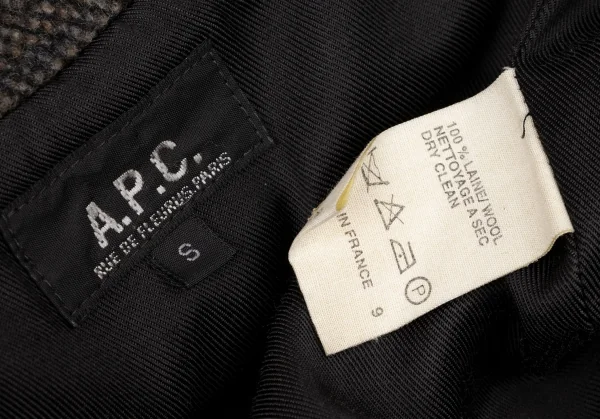 A.P.C.
RUE DE FLEURUS, PARIS
S
100 % LAINE/ WOOL
NETTOYAGE A SEC
DRY CLEAN
P
IN FRANCE
9